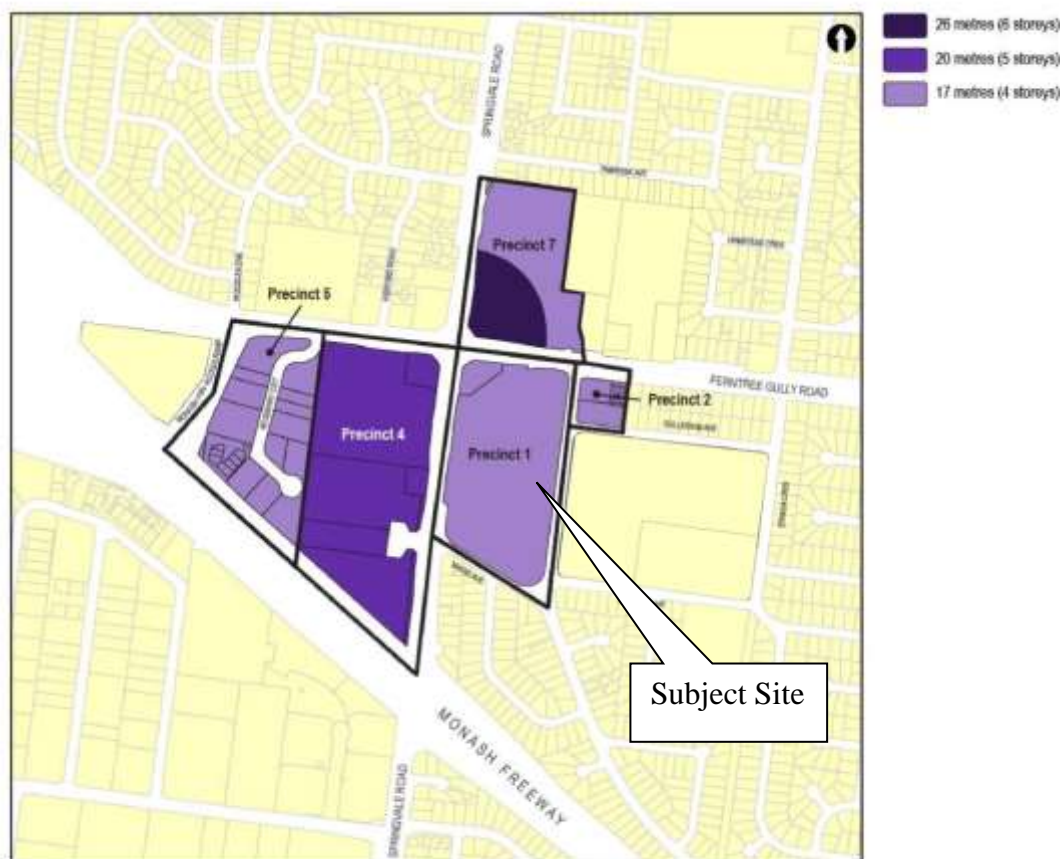 26 metres (6 storeys)
20 metres (5 storeys)
17 metres (4 storeys)
SPRINGVALE ROAD
Precinct 7
Precinct 5
FERNTREE GULLY ROAD
Precinct 2
Precinct 4
Precinct 1
Subject Site
MONASH FREEWAY
SPRINGVALE ROAD